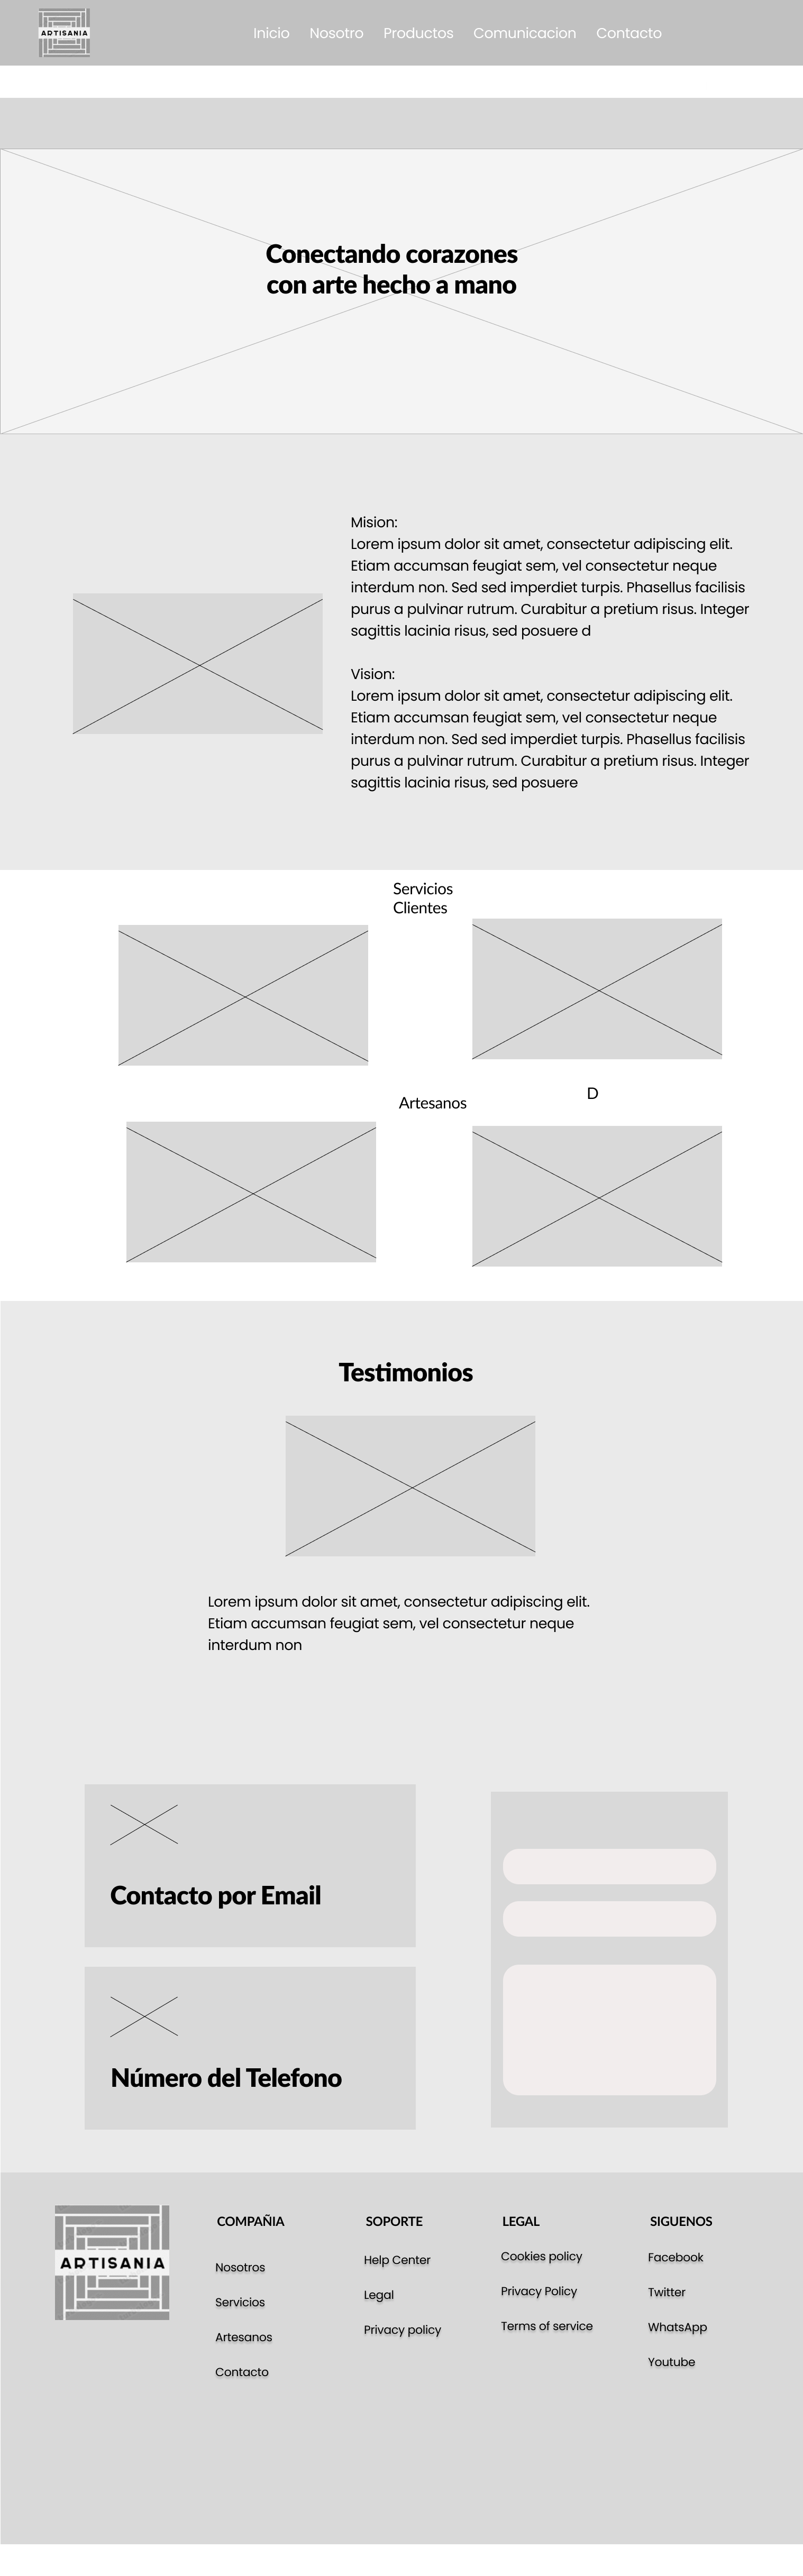 ARTISANIA
Inicio Nosotro Productos Comunicacion Contacto
Conectando corazones
con arte hecho a mano
Mision:
Lorem ipsum dolor sit amet, consectetur adipiscing elit.
Etiam accumsan feugiat sem, vel consectetur neque
interdum non. Sed sed imperdiet turpis. Phasellus facilisis
purus a pulvinar rutrum. Curabitur a pretium risus. Integer
sagittis lacinia risus, sed posuere d
Vision:
Lorem ipsum dolor sit amet, consectetur adipiscing elit.
Etiam accumsan feugiat sem, vel consectetur neque
interdum non. Sed sed imperdiet turpis. Phasellus facilisis
purus a pulvinar rutrum. Curabitur a pretium risus. Integer
sagittis lacinia risus, sed posuere
Servicios
Clientes
D
Artesanos
Testimonios
Lorem ipsum dolor sit amet, consectetur adipiscing elit.
Etiam accumsan feugiat sem, vel consectetur neque
interdum non
Contacto por Email
Número del Telefono
ARTISANIA
COMPAÑIA
Nosotros
Servicios
Artesanos
Contacto
SOPORTE
Help Center
Legal
Privacy policy
LEGAL
Cookies policy
Privacy Policy
Terms of service
SIGUENOS
Facebook
Twitter
WhatsApp
Youtube